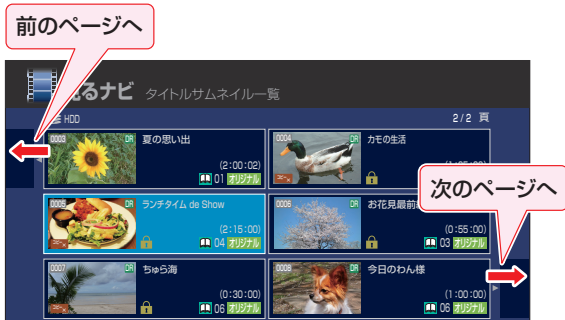 前のページへ
るナビ タイトルサムネイル一覧
HDD
2/2 頁
0003 DR 夏の思い出
(2:00:02)
01 オリジナル
0004 DR カモの生活
次のページへ
0005 DR ランチタイム de Show
(2:15:00)
04 オリジナル
0006 DR お花見最前
(0:55:00)
03 オリジナル
0007 DR ちゅら海
(0:30:00)
06 オリジナル
0008 DR 今日のわん様
(1:00:00)
06 オリジナル